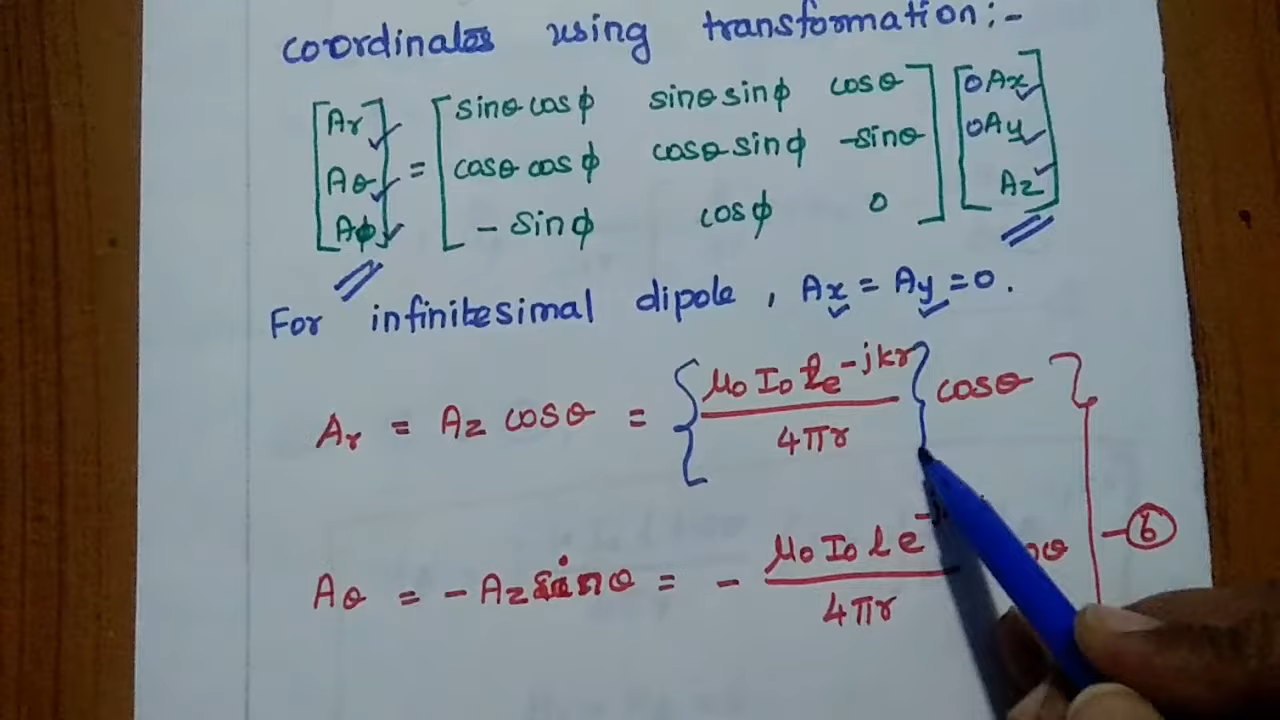 coordinates using transformation:-
[Ar] = [sinθ cosϕ sinθ sinϕ cosθ] [0Ax]
[Aθ] [cosθ cosϕ cosθ sinϕ -sinθ] [0Ay]
[Aϕ] [-sinϕ cosϕ 0] [Az]
For infinitesimal dipole, Ax = Ay = 0.
Ar = Az cosθ = {μ0 I0 l e^-jkr / 4πr} cosθ
Aθ = -Az sinθ = - μ0 I0 l e^- / 4πr θ
-⑥